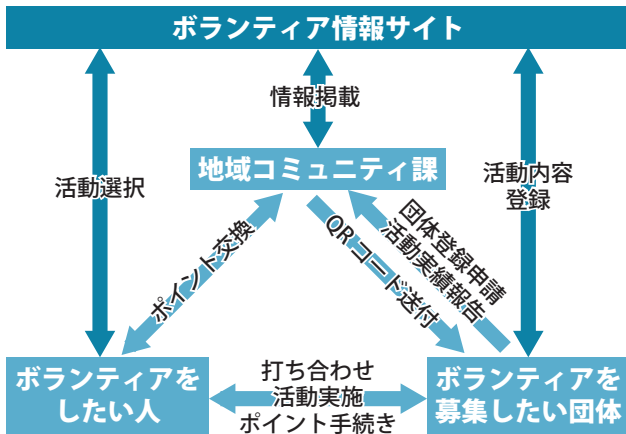 ボランティア情報サイト
情報掲載
地域コミュニティ課
活動選択
活動内容
登録
ポイント交換
QRコード送付
団体登録申請
活動実績報告
ボランティアを
したい人
打ち合わせ
活動実施
ポイント手続き
ボランティアを
募集したい団体